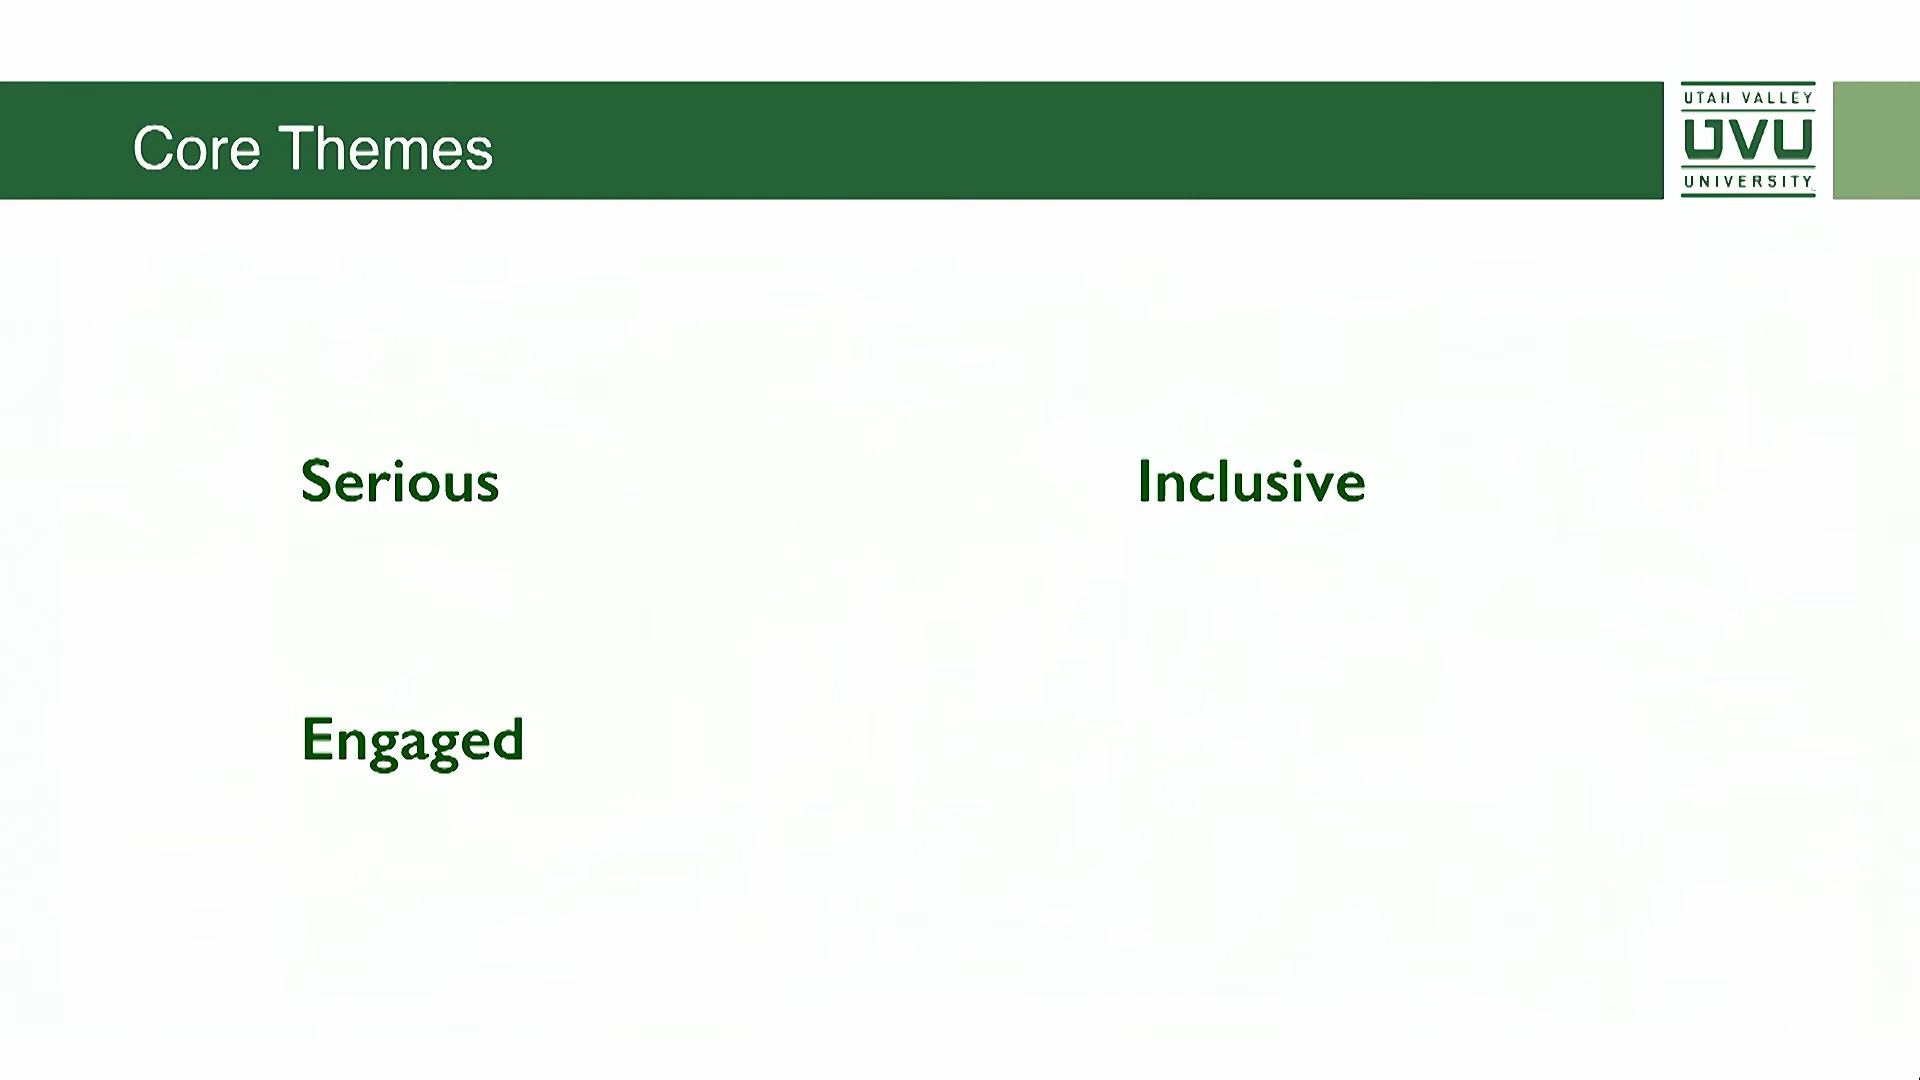 Core Themes
UTAH VALLEY
UVU
UNIVERSITY
Serious
Inclusive
Engaged